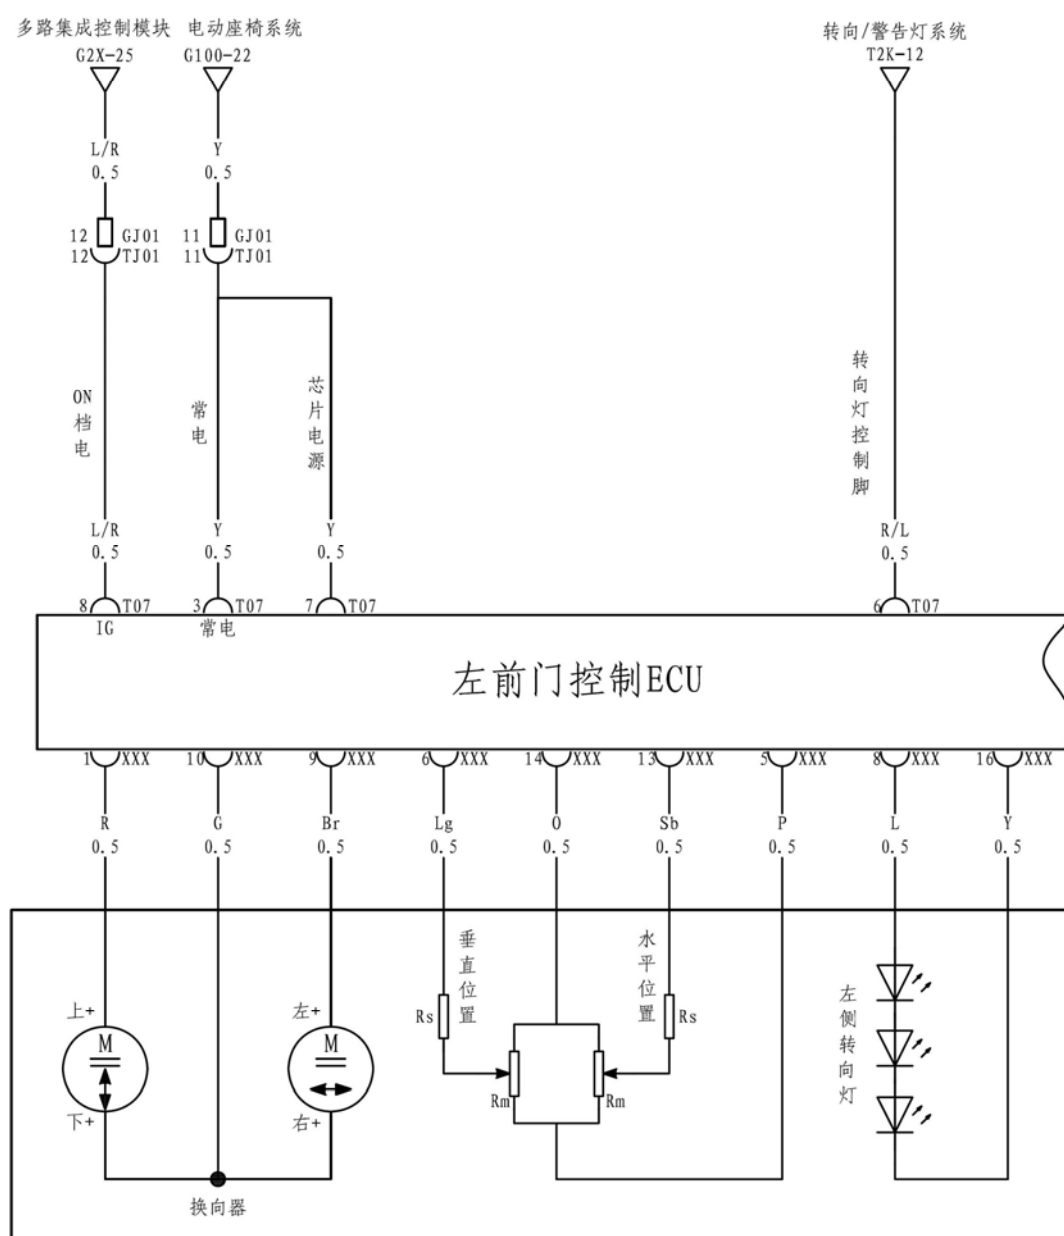 多路集成控制模块 电动座椅系统 转向/警告灯系统
G2X-25 G100-22 T2K-12
L/R Y
0.5 0.5
12 GJ01 11 GJ01
12 TJ01 11 TJ01
ON档电
常电
芯片电源
转向灯控制脚
L/R Y Y R/L
0.5 0.5 0.5 0.5
8 T07 3 T07 7 T07 6 T07
IG 常电
左前门控制ECU
1 XXX 10 XXX 9 XXX 6 XXX 14 XXX 13 XXX 5 XXX 8 XXX 16 XXX
R G Br Lg O Sb P L Y
0.5 0.5 0.5 0.5 0.5 0.5 0.5 0.5 0.5
垂直位置
水平位置
左侧转向灯
上+ 左+ Rs Rs
M M
Rm Rm
下+ 右+
换向器